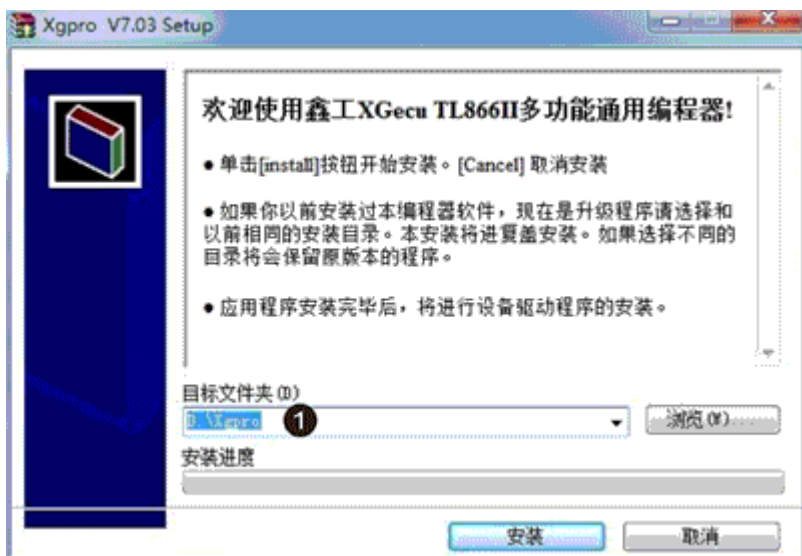 Xgpro V7.03 Setup
欢迎使用鑫工XGecu TL866II多功能通用编程器!
● 单击[install]按钮开始安装。[Cancel] 取消安装
● 如果你以前安装过本编程器软件，现在是升级程序请选择和
以前相同的安装目录。本安装将进复盖安装。如果选择不同的
目录将会保留原版本的程序。
● 应用程序安装完毕后，将进行设备驱动程序的安装。
目标文件夹(D)
D:\Xgpro
1
浏览(W)...
安装进度
安装
取消